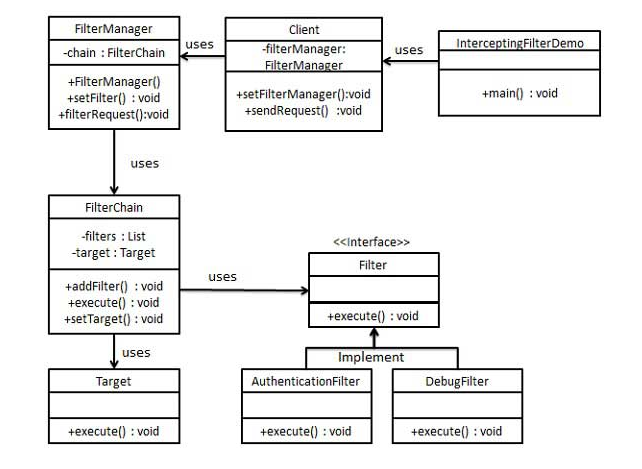 FilterManager
-chain : FilterChain
+FilterManager()
+setFilter() : void
+filterRequest():void
uses
Client
-filterManager:
FilterManager
+setFilterManager():void
+sendRequest() :void
uses
InterceptingFilterDemo
+main() : void
uses
FilterChain
-filters : List
-target : Target
+addFilter() : void
+execute() : void
+setTarget() : void
uses
<<Interface>>
Filter
+execute() : void
uses
Implement
Target
+execute() : void
AuthenticationFilter
+execute() : void
DebugFilter
+execute() : void